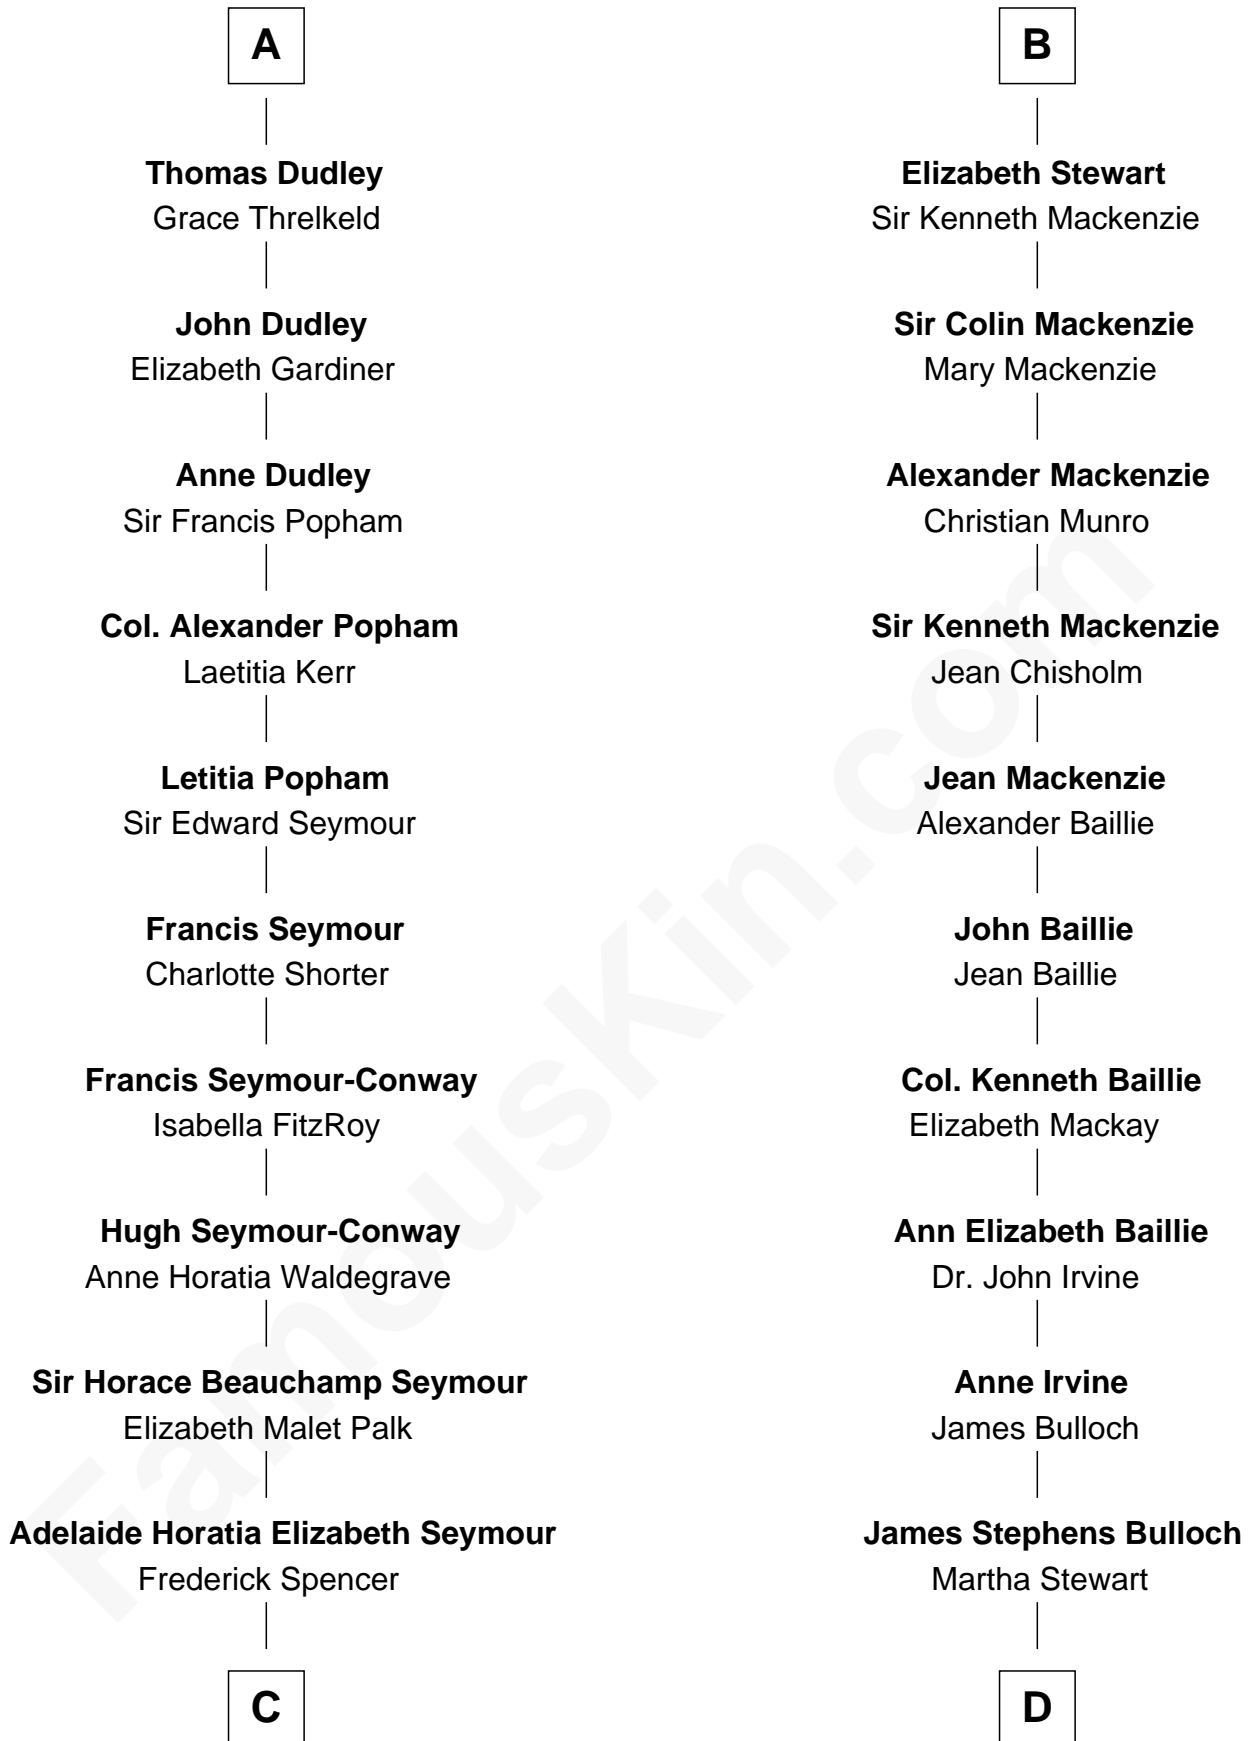 A
Thomas Dudley
Grace Threlkeld
John Dudley
Elizabeth Gardiner
Anne Dudley
Sir Francis Popham
Col. Alexander Popham
Laetitia Kerr
Letitia Popham
Sir Edward Seymour
Francis Seymour
Charlotte Shorter
Francis Seymour-Conway
Isabella FitzRoy
Hugh Seymour-Conway
Anne Horatia Waldegrave
Sir Horace Beauchamp Seymour
Elizabeth Malet Palk
Adelaide Horatia Elizabeth Seymour
Frederick Spencer
C
B
Elizabeth Stewart
Sir Kenneth Mackenzie
Sir Colin Mackenzie
Mary Mackenzie
Alexander Mackenzie
Christian Munro
Sir Kenneth Mackenzie
Jean Chisholm
Jean Mackenzie
Alexander Baillie
John Baillie
Jean Baillie
Col. Kenneth Baillie
Elizabeth Mackay
Ann Elizabeth Baillie
Dr. John Irvine
Anne Irvine
James Bulloch
James Stephens Bulloch
Martha Stewart
D
FamousKin.com